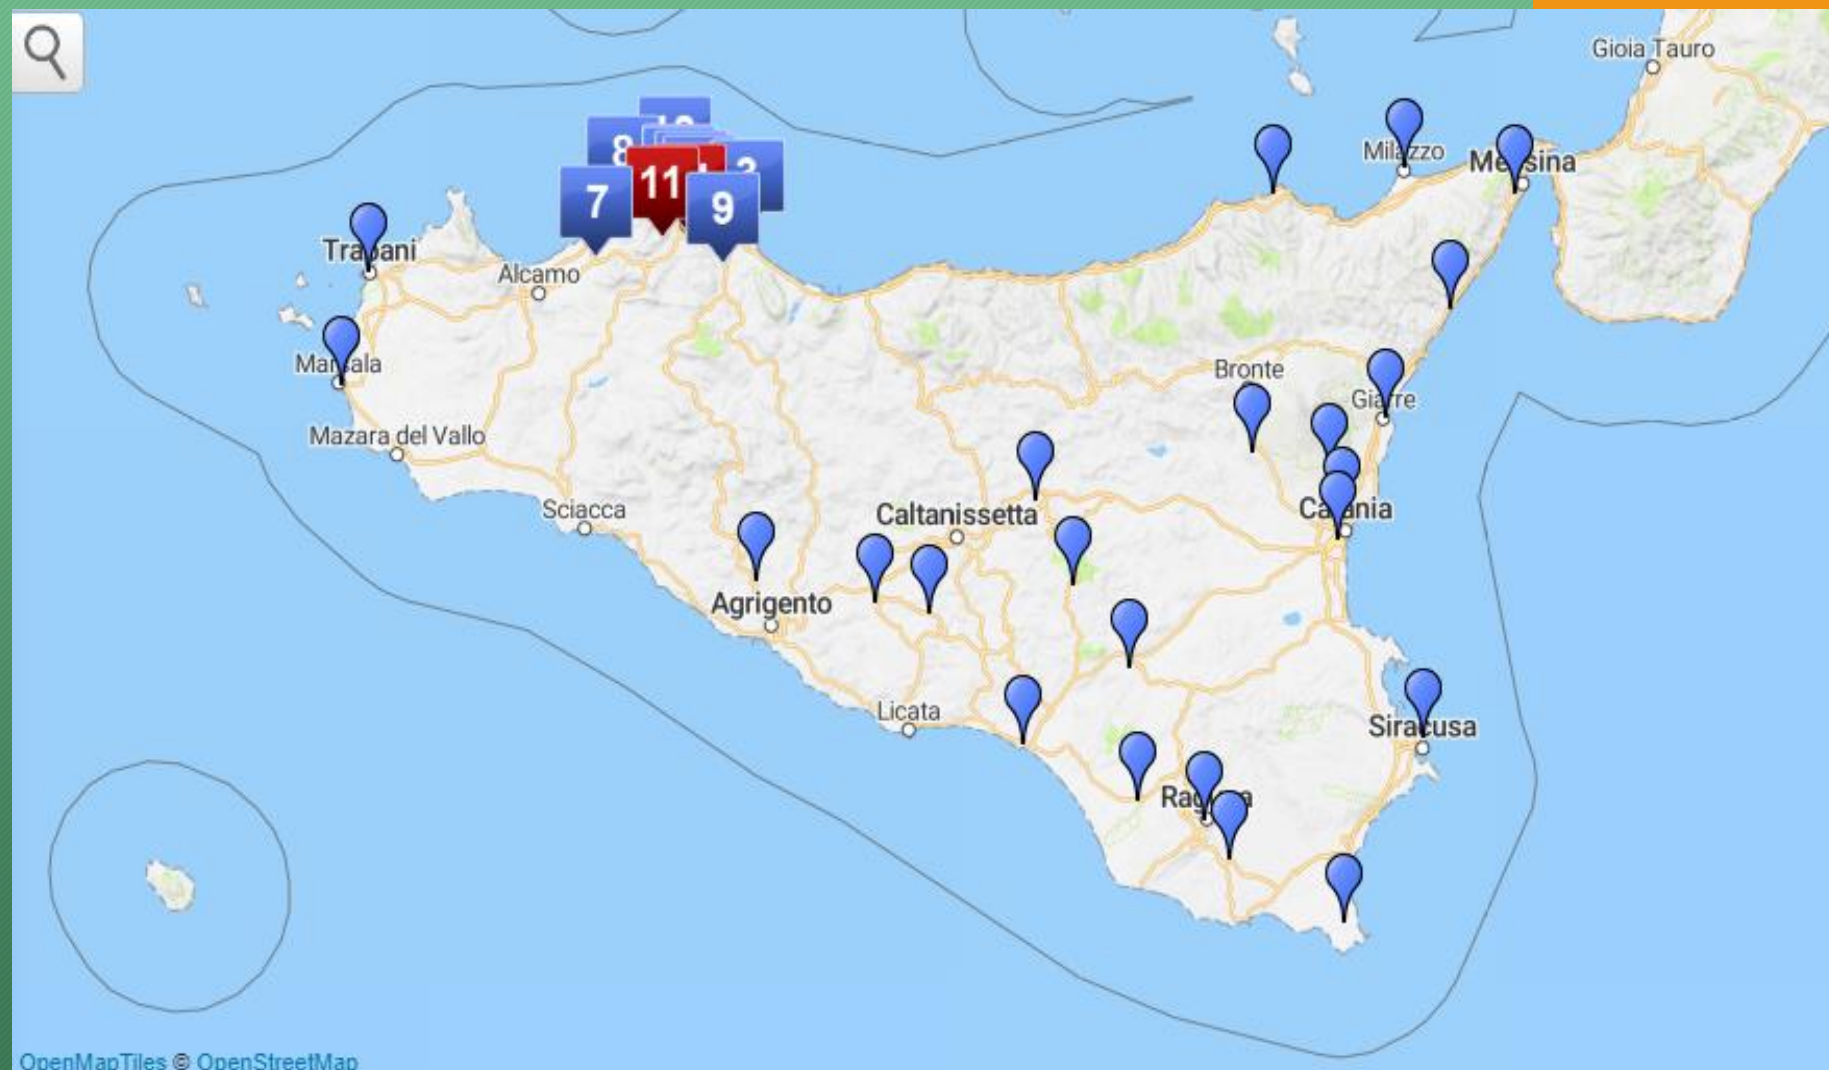 Gioia Tauro
8
3
Milazzo
Messina
11
7
9
Trapani
Alcamo
Marsala
Bronte
Giarre
Mazara del Vallo
Sciacca
Caltanissetta
Catania
Agrigento
Licata
Siracusa
Ragusa
OpenMapTiles © OpenStreetMap